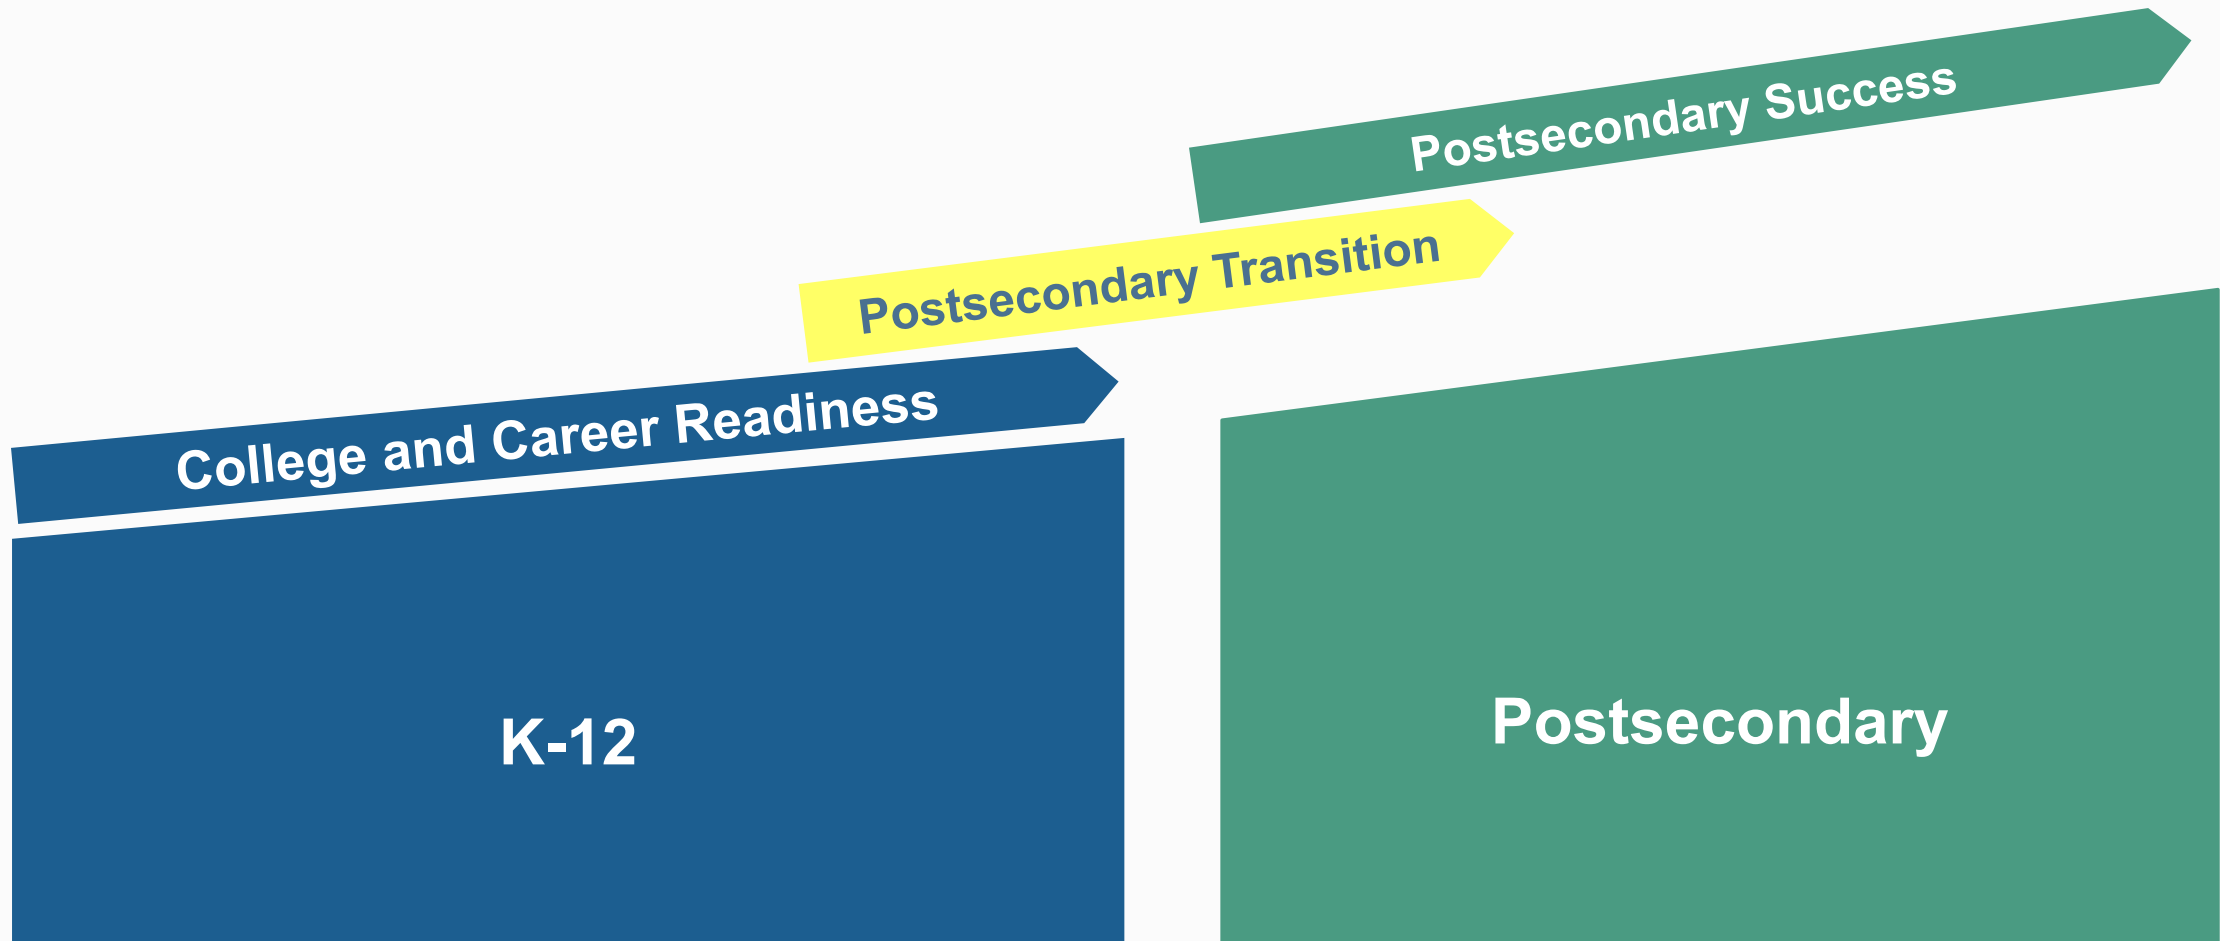 Postsecondary Success
Postsecondary Transition
College and Career Readiness
K-12
Postsecondary